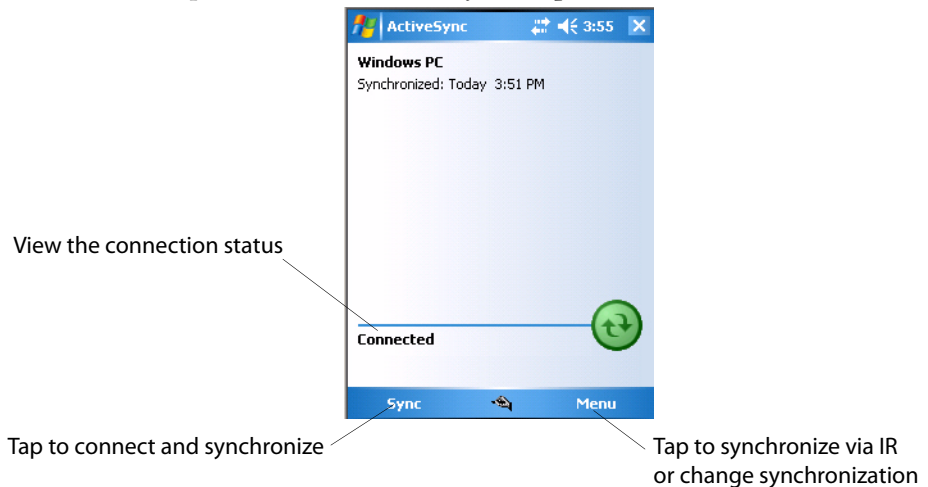 ActiveSync 3:55
Windows PC
Synchronized: Today 3:51 PM
View the connection status
Connected
Sync Menu
Tap to connect and synchronize
Tap to synchronize via IR
or change synchronization